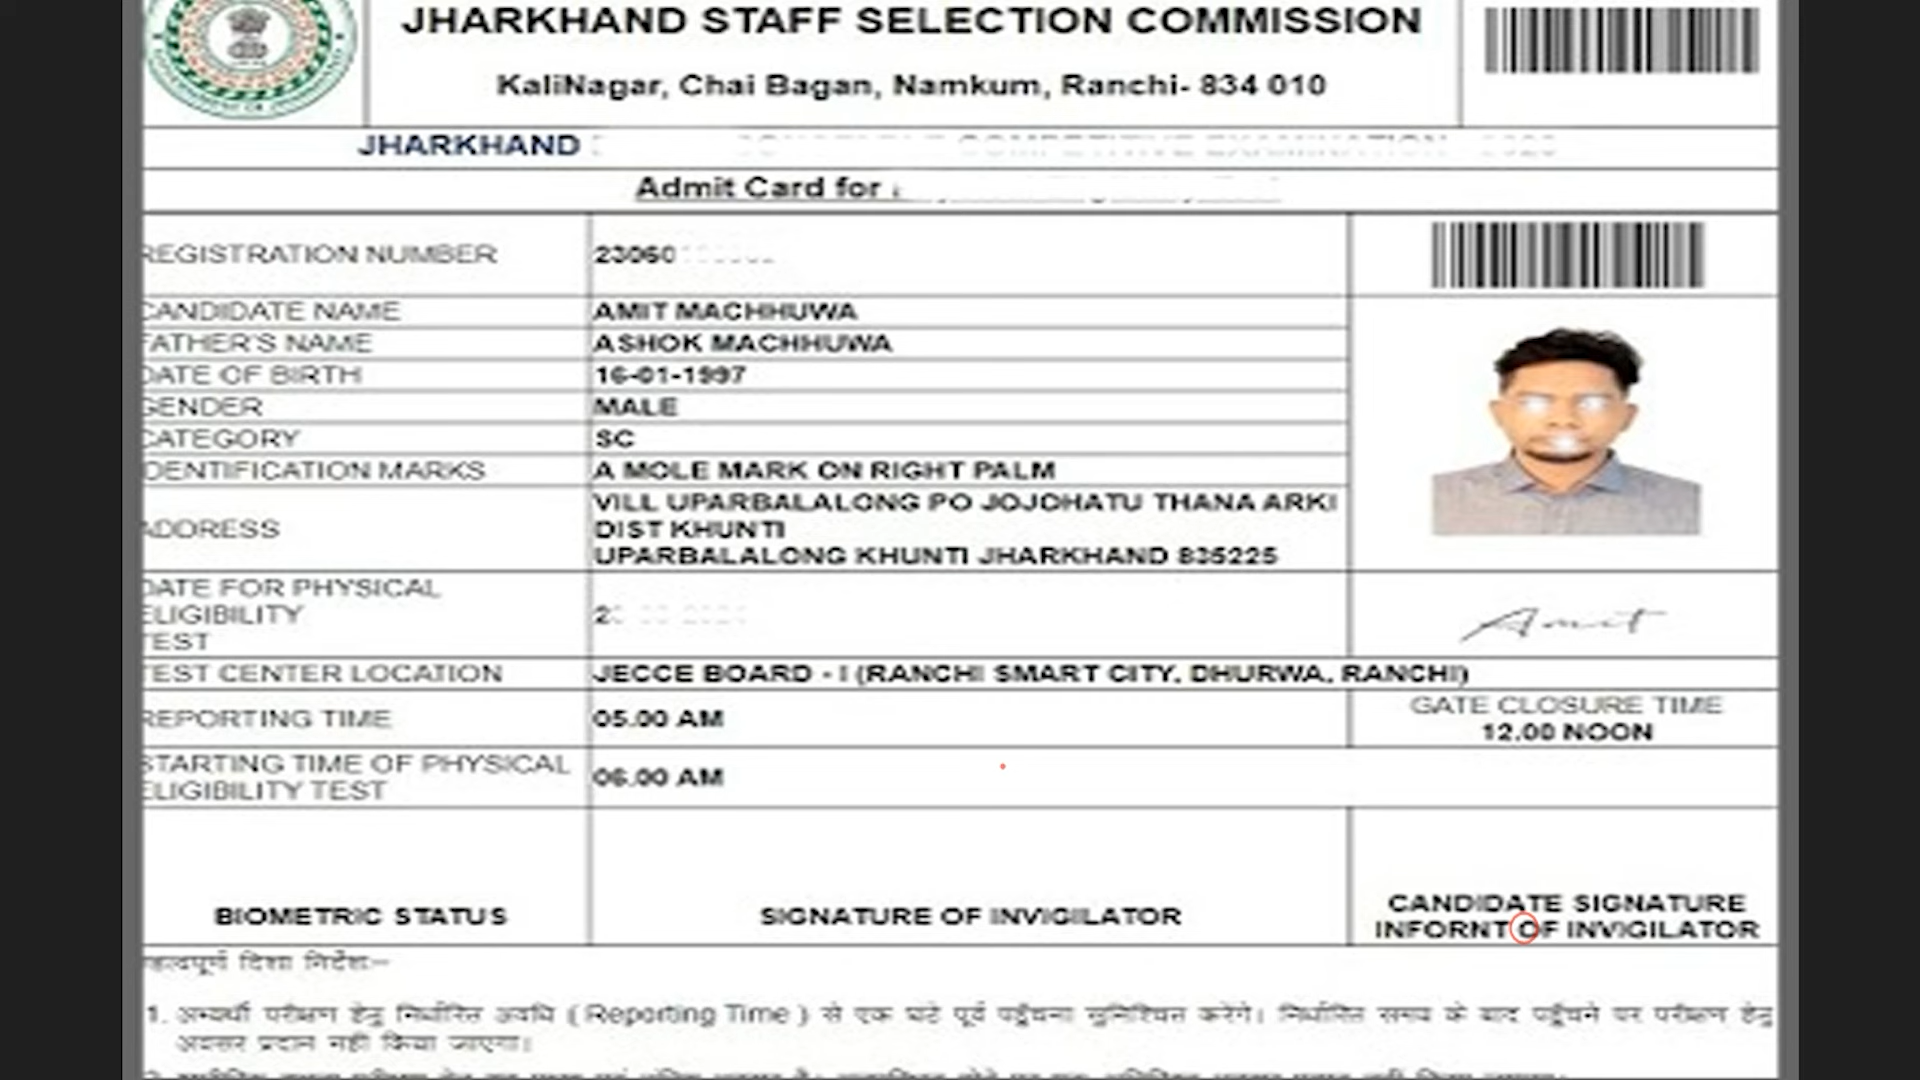 JHARKHAND STAFF SELECTION COMMISSION
KaliNagar, Chai Bagan, Namkum, Ranchi- 834 010
JHARKHAND COMPETITIVE EXAMINATION
Admit Card for
REGISTRATION NUMBER 23060
CANDIDATE NAME AMIT MACHHUWA
FATHER'S NAME ASHOK MACHHUWA
DATE OF BIRTH 16-01-1997
GENDER MALE
CATEGORY SC
IDENTIFICATION MARKS A MOLE MARK ON RIGHT PALM
ADDRESS
VILL UPARBALALONG PO JOJOHATU THANA ARKI
DIST KHUNTI
UPARBALALONG KHUNTI JHARKHAND 835225
DATE FOR PHYSICAL
ELIGIBILITY
TEST
2
Amit
TEST CENTER LOCATION JECCE BOARD - I (RANCHI SMART CITY, DHURWA, RANCHI)
REPORTING TIME 05.00 AM
GATE CLOSURE TIME
12.00 NOON
STARTING TIME OF PHYSICAL
ELIGIBILITY TEST
06.00 AM
BIOMETRIC STATUS
SIGNATURE OF INVIGILATOR
CANDIDATE SIGNATURE
INFORNT OF INVIGILATOR
महत्वपूर्ण दिशा निर्देश:–
1. अभ्यर्थी परीक्षण हेतु निर्धारित अवधि ( Reporting Time ) से एक घंटे पूर्व पहुँचना सुनिश्चित करेंगे। निर्धारित समय के बाद पहुँचने पर परीक्षण हेतु
अवसर प्रदान नहीं किया जाएगा।